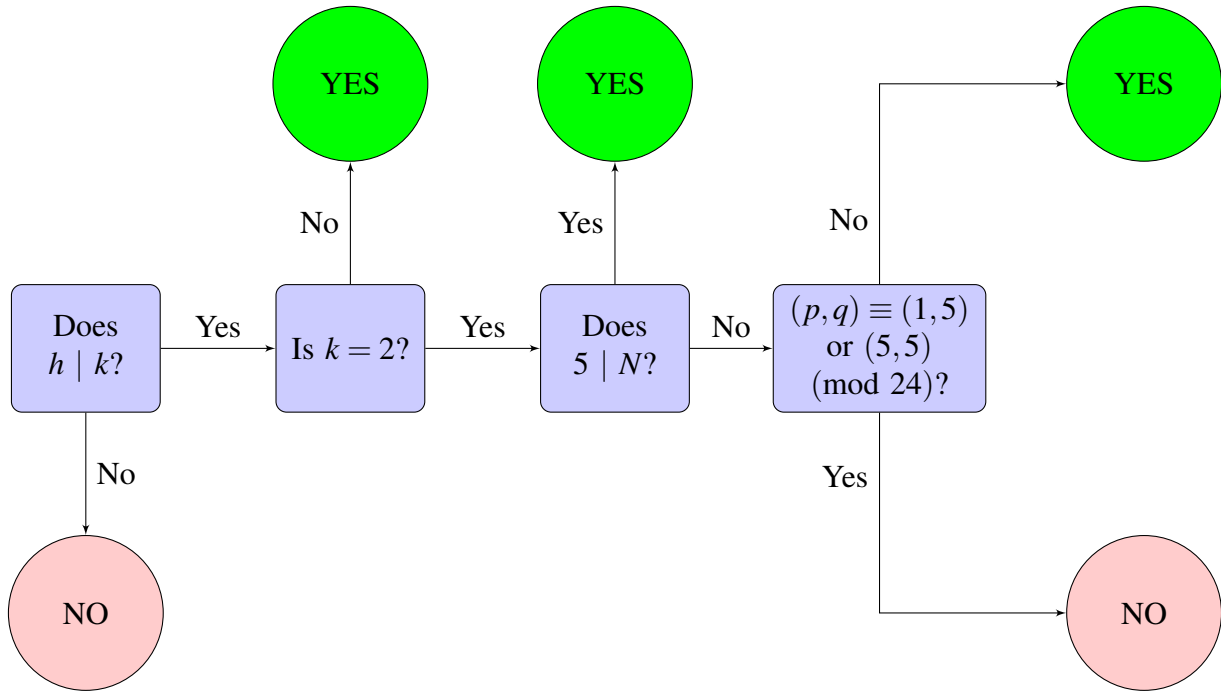 YES
YES
YES
No
Yes
No
Does
h | k?
Yes
Is k = 2?
Yes
Does
5 | N?
No
(p, q) ≡ (1, 5)
or (5, 5)
(mod 24)?
No
Yes
NO
NO